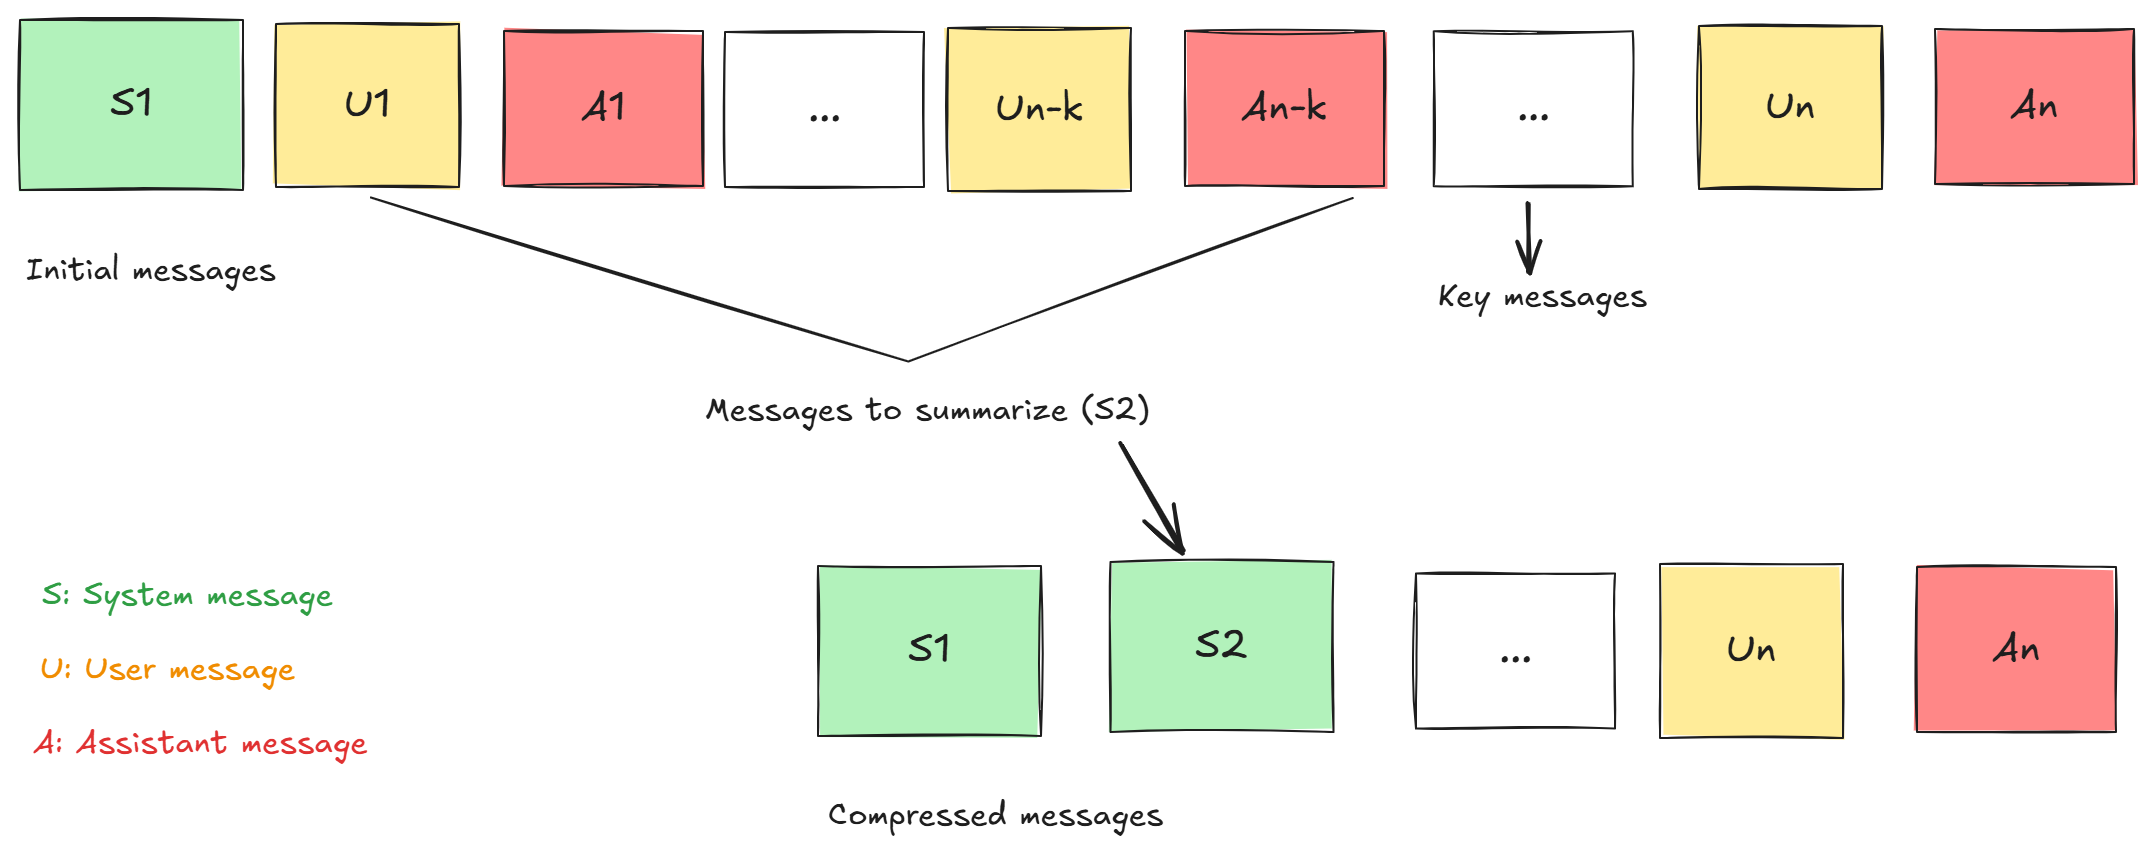 S1 U1 A1 ... Un-k An-k ... Un An
Initial messages
Key messages
Messages to summarize (S2)
S: System message
U: User message
A: Assistant message
S1 S2 ... Un An
Compressed messages